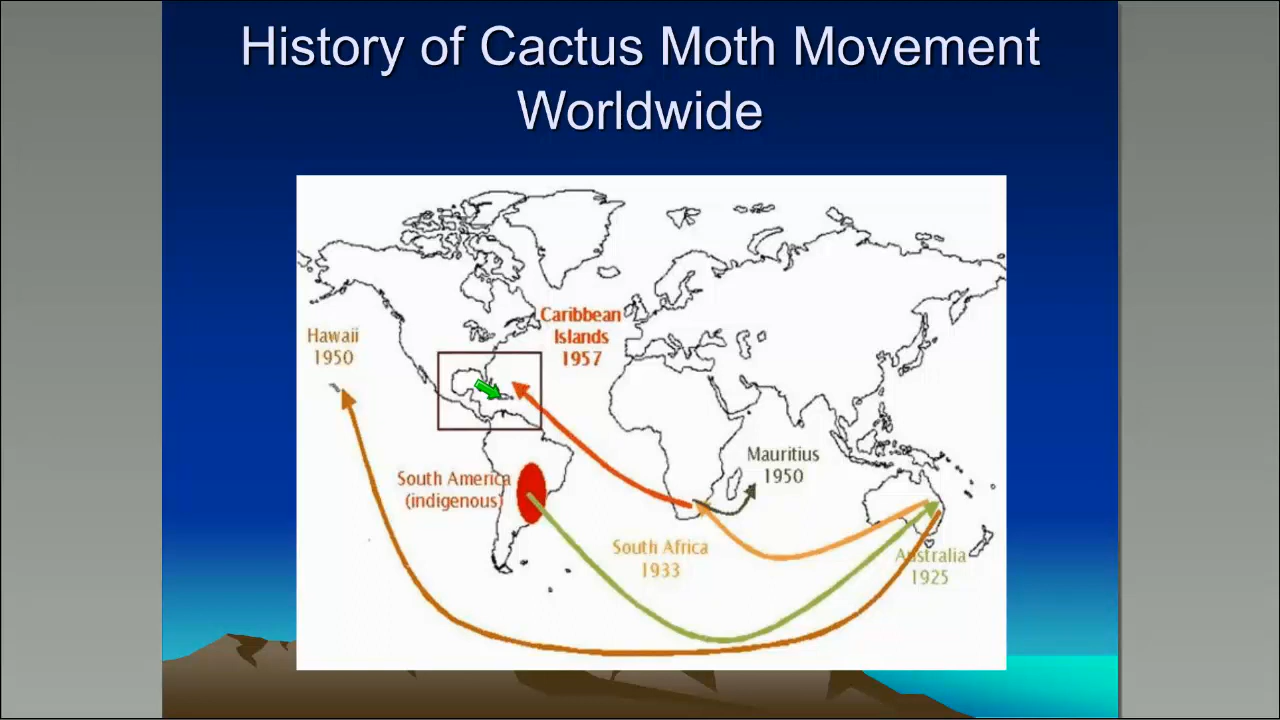 History of Cactus Moth Movement
Worldwide
Caribbean
Islands
1957
Hawaii
1950
Mauritius
1950
South America
(indigenous)
South Africa
1933
Australia
1925